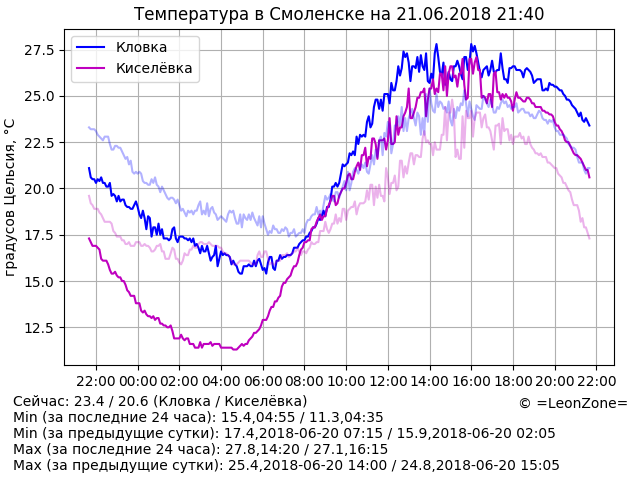 Температура в Смоленске на 21.06.2018 21:40
Кловка
Киселёвка
градусов Цельсия, °C
27.5
25.0
22.5
20.0
17.5
15.0
12.5
22:00 00:00 02:00 04:00 06:00 08:00 10:00 12:00 14:00 16:00 18:00 20:00 22:00
Сейчас: 23.4 / 20.6 (Кловка / Киселёвка)
© =LeonZone=
Min (за последние 24 часа): 15.4,04:55 / 11.3,04:35
Min (за предыдущие сутки): 17.4,2018-06-20 07:15 / 15.9,2018-06-20 02:05
Max (за последние 24 часа): 27.8,14:20 / 27.1,16:15
Max (за предыдущие сутки): 25.4,2018-06-20 14:00 / 24.8,2018-06-20 15:05